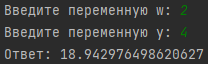 Введите переменную w: 2
Введите переменную y: 4
Ответ: 18.942976498620627